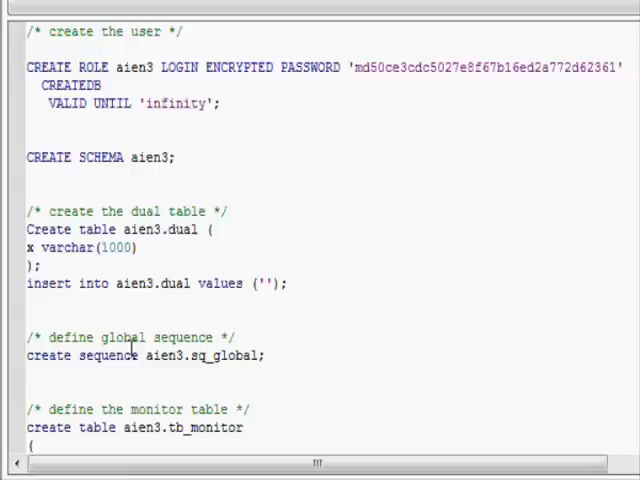 /* create the user */
CREATE ROLE aien3 LOGIN ENCRYPTED PASSWORD 'md50ce3cdc5027e8f67b16ed2a772d62361'
CREATEDB
VALID UNTIL 'infinity';
CREATE SCHEMA aien3;
/* create the dual table */
Create table aien3.dual (
x varchar(1000)
);
insert into aien3.dual values ('');
/* define global sequence */
create sequence aien3.sq_global;
/* define the monitor table */
create table aien3.tb_monitor
(